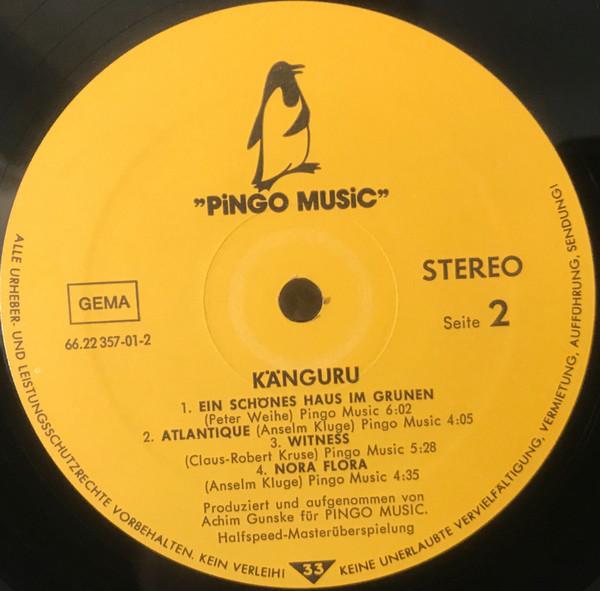 "PiNGO MUSiC"
STEREO
GEMA
Seite 2
66.22 357-01-2
KÄNGURU
1. EIN SCHÖNES HAUS IM GRUNEN
(Peter Weihe) Pingo Music 6:02
2. ATLANTIQUE (Anselm Kluge) Pingo Music 4:05
3. WITNESS
(Claus-Robert Kruse) Pingo Music 5:28
4. NORA FLORA
(Anselm Kluge) Pingo Music 4:35
Produziert und aufgenommen von
Achim Gunske für PINGO MUSIC.
Halfspeed-Masterüberspielung
33
ALLE URHEBER- UND LEISTUNGSSCHUTZRECHTE VORBEHALTEN. KEIN VERLEIH! KEINE UNERLAUBTE VERVIELFÄLTIGUNG, VERMIETUNG, AUFFÜHRUNG, SENDUNG!